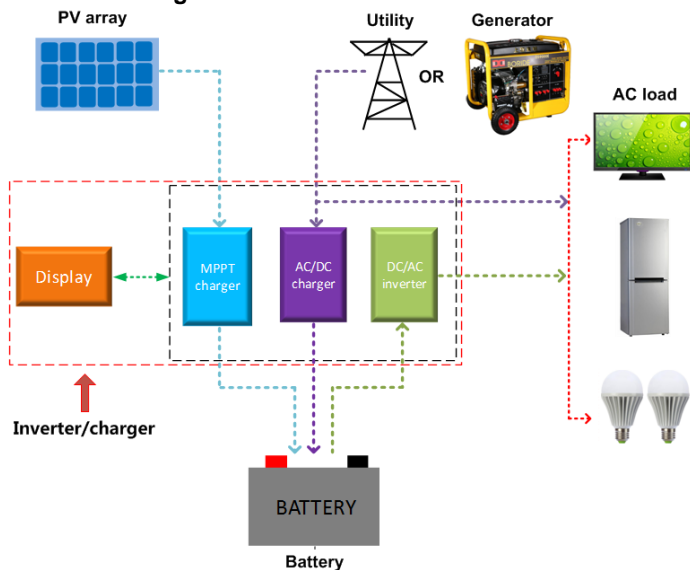 PV array
Utility
Generator
OR
AC load
Display
MPPT
charger
AC/DC
charger
DC/AC
inverter
Inverter/charger
BATTERY
Battery